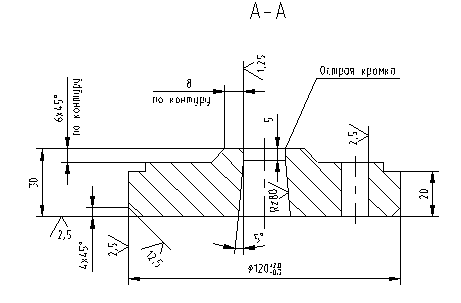 А-А
8
по контуру
1,25
Острая кромка
6х45°
по контуру
5
2,5
30
Rz80
20
2,5
4х45°
2,5
12,5
5°